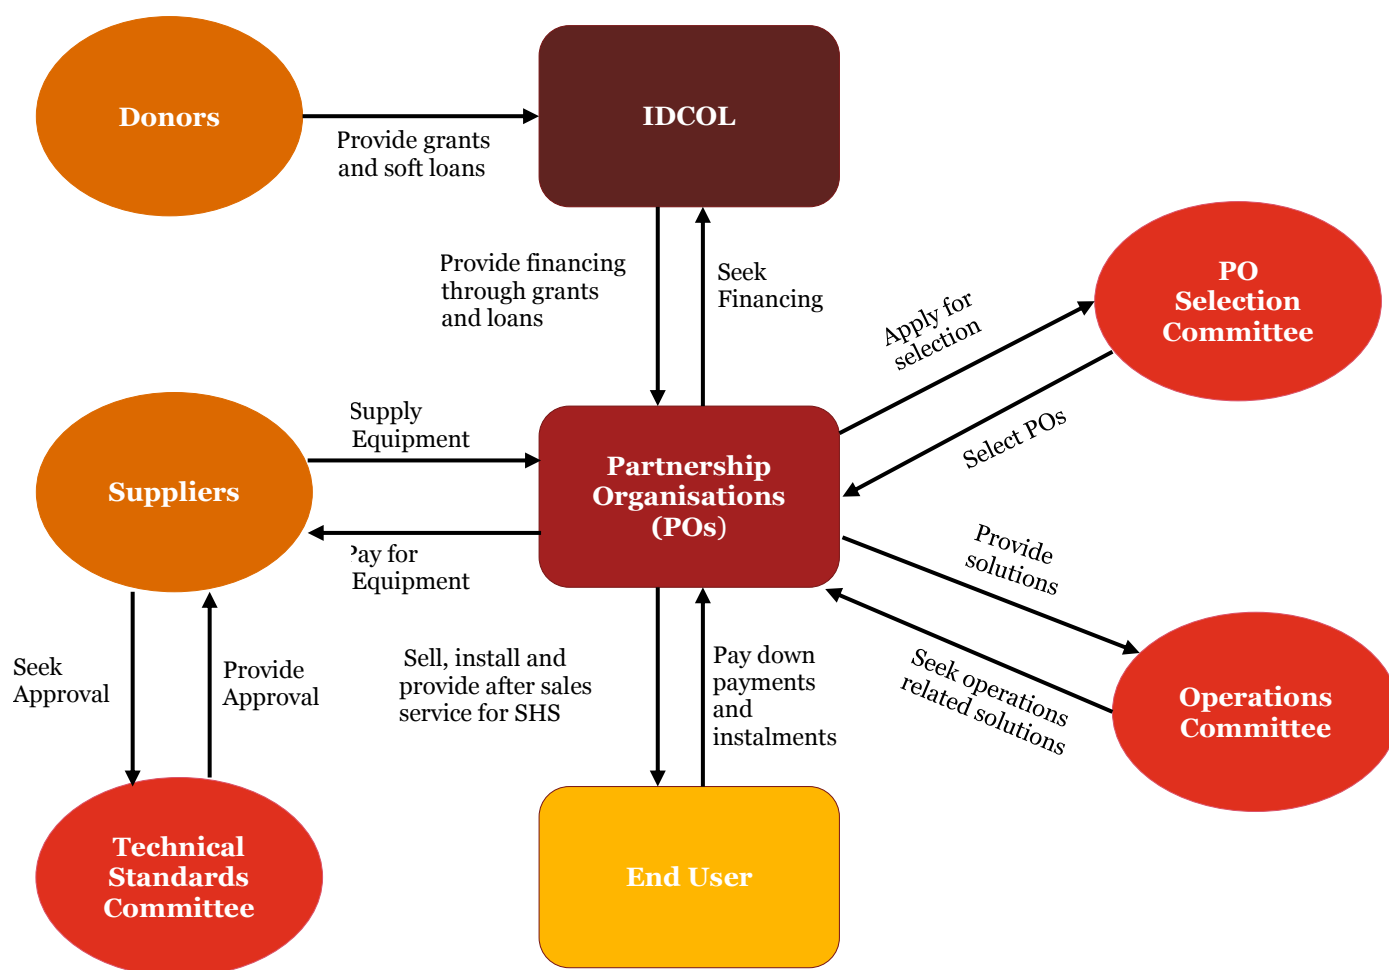 Donors
IDCOL
Provide grants
and soft loans
Provide financing
through grants
and loans
Seek
Financing
PO
Selection
Committee
Apply for
selection
Select POs
Supply
Equipment
Suppliers
Partnership
Organisations
(POs)
Pay for
Equipment
Provide
solutions
Seek operations
related solutions
Operations
Committee
Seek
Approval
Provide
Approval
Sell, install and
provide after sales
service for SHS
Pay down
payments
and
instalments
Technical
Standards
Committee
End User